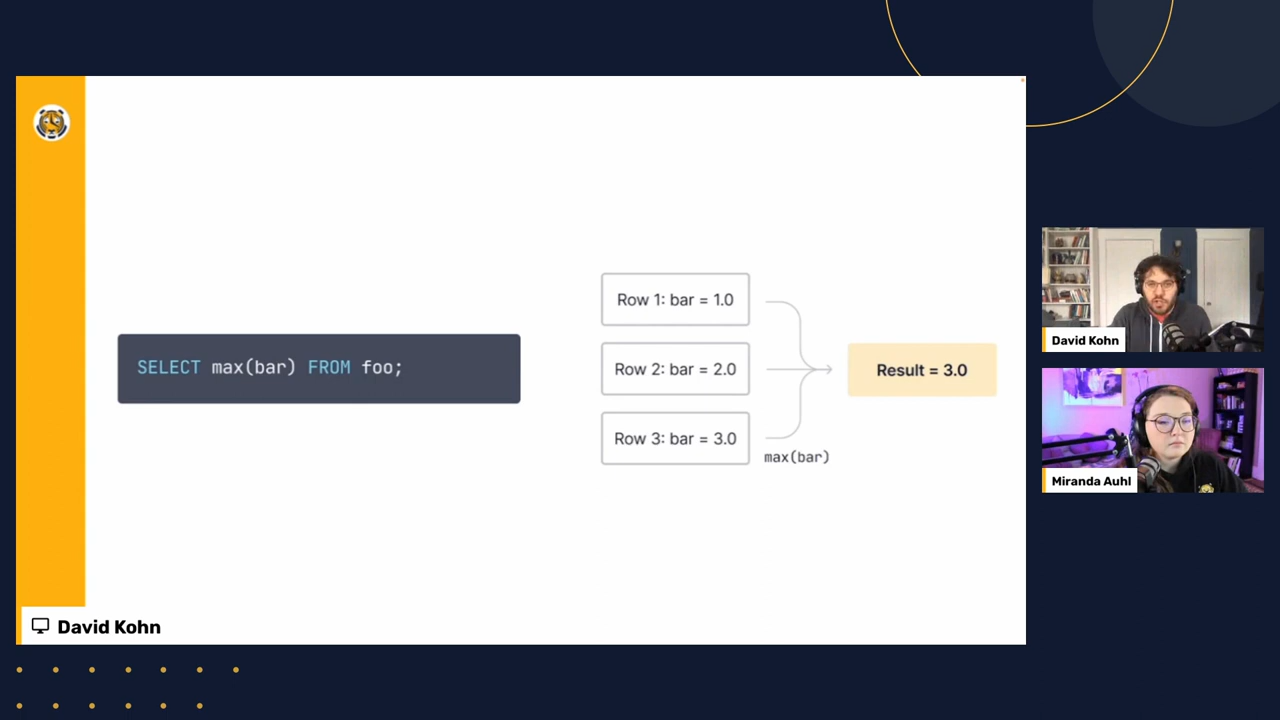 SELECT max(bar) FROM foo;
Row 1: bar = 1.0
Row 2: bar = 2.0
Row 3: bar = 3.0
max(bar)
Result = 3.0
David Kohn
Miranda Auhl
David Kohn